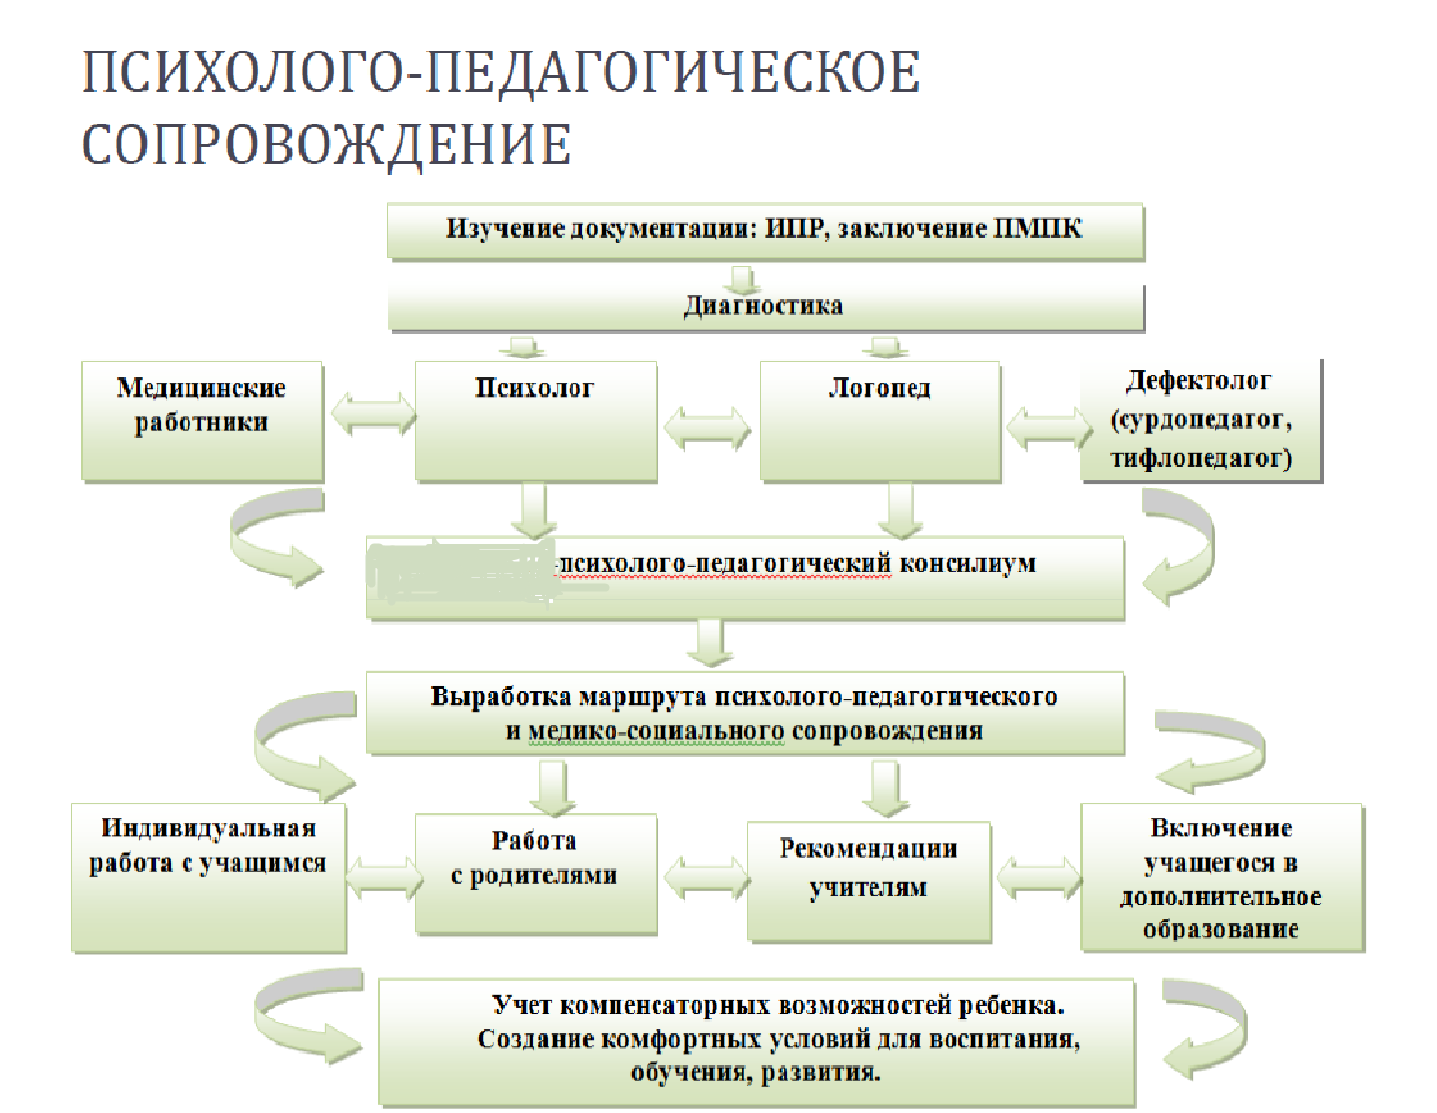 ПСИХОЛОГО-ПЕДАГОГИЧЕСКОЕ
СОПРОВОЖДЕНИЕ
Изучение документации: ИПР, заключение ПМПК
Диагностика
Медицинские
работники
Психолог
Логопед
Дефектолог
(сурдопедагог,
тифлопедагог)
-психолого-педагогический консилиум
Выработка маршрута психолого-педагогического
и медико-социального сопровождения
Индивидуальная
работа с учащимся
Работа
с родителями
Рекомендации
учителям
Включение
учащегося в
дополнительное
образование
Учет компенсаторных возможностей ребенка.
Создание комфортных условий для воспитания,
обучения, развития.